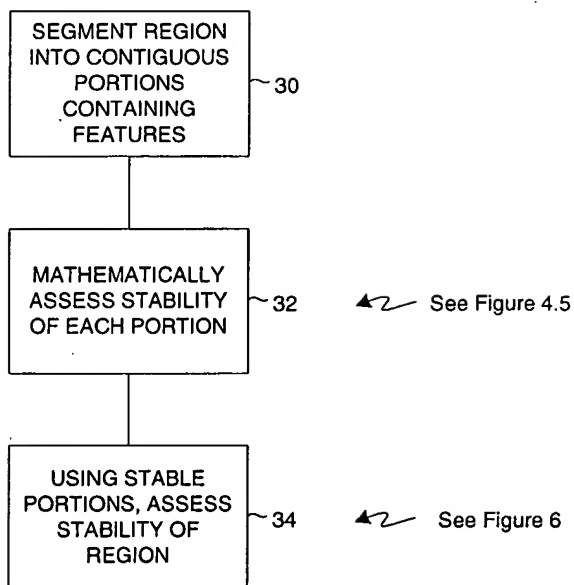 SEGMENT REGION
INTO CONTIGUOUS
PORTIONS
CONTAINING
FEATURES
30
MATHEMATICALLY
ASSESS STABILITY
OF EACH PORTION
32
See Figure 4.5
USING STABLE
PORTIONS, ASSESS
STABILITY OF
REGION
34
See Figure 6